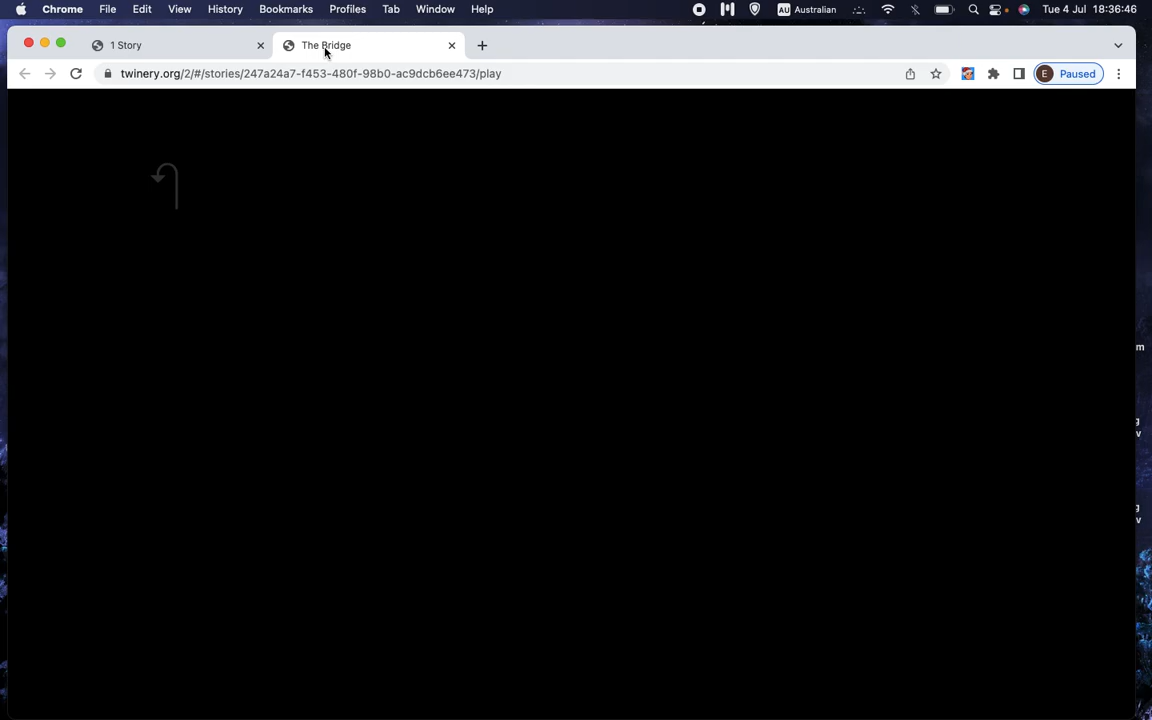 Chrome File Edit View History Bookmarks Profiles Tab Window Help AU Australian Tue 4 Jul 18:36:46
1 Story The Bridge
twinery.org/2/#/stories/247a24a7-f453-480f-98b0-ac9dcb6ee473/play E Paused
m
g
v
g
v